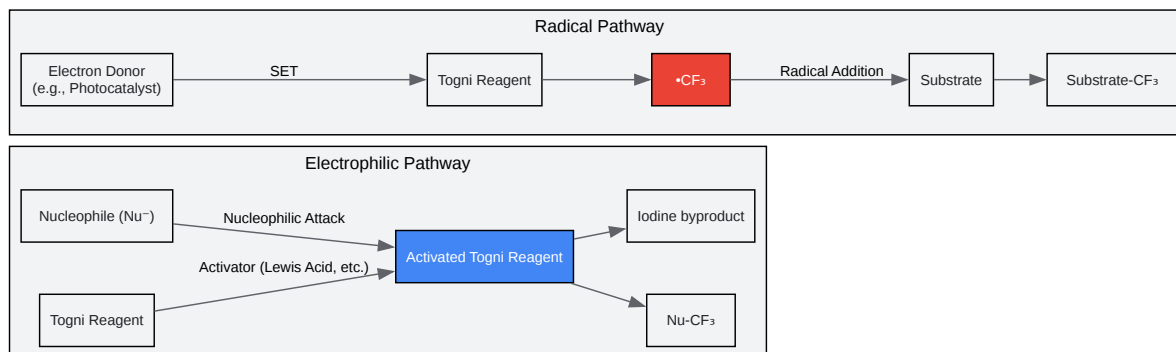 Radical Pathway
Electron Donor
(e.g., Photocatalyst)
SET
Togni Reagent
•CF₃
Radical Addition
Substrate
Substrate-CF₃
Electrophilic Pathway
Nucleophile (Nu⁻)
Nucleophilic Attack
Iodine byproduct
Activated Togni Reagent
Activator (Lewis Acid, etc.)
Togni Reagent
Nu-CF₃